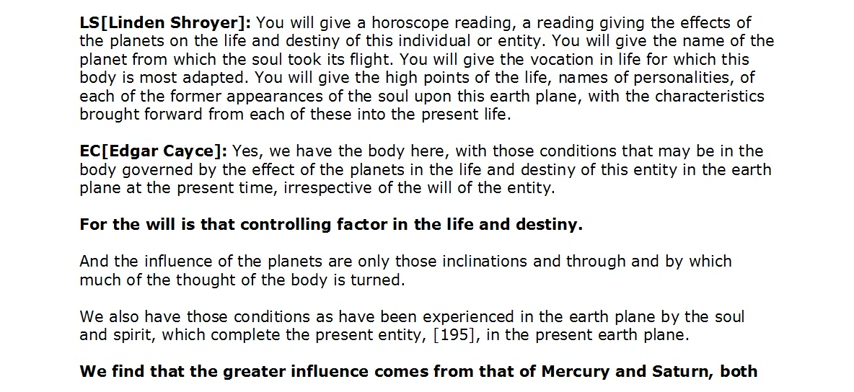 LS[Linden Shroyer]: You will give a horoscope reading, a reading giving the effects of
the planets on the life and destiny of this individual or entity. You will give the name of the
planet from which the soul took its flight. You will give the vocation in life for which this
body is most adapted. You will give the high points of the life, names of personalities, of
each of the former appearances of the soul upon this earth plane, with the characteristics
brought forward from each of these into the present life.
EC[Edgar Cayce]: Yes, we have the body here, with those conditions that may be in the
body governed by the effect of the planets in the life and destiny of this entity in the earth
plane at the present time, irrespective of the will of the entity.
For the will is that controlling factor in the life and destiny.
And the influence of the planets are only those inclinations and through and by which
much of the thought of the body is turned.
We also have those conditions as have been experienced in the earth plane by the soul
and spirit, which complete the present entity, [195], in the present earth plane.
We find that the greater influence comes from that of Mercury and Saturn, both